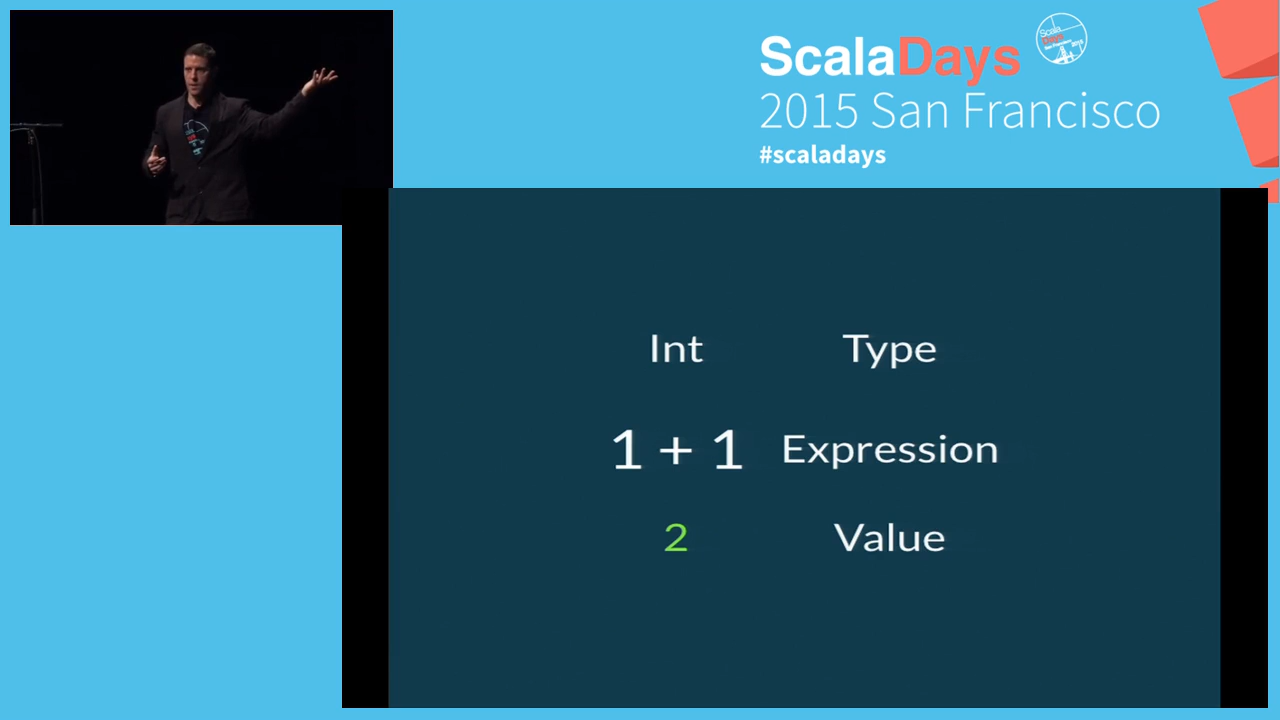 ScalaDays
2015 San Francisco
#scaladays
Int Type
1 + 1 Expression
2 Value